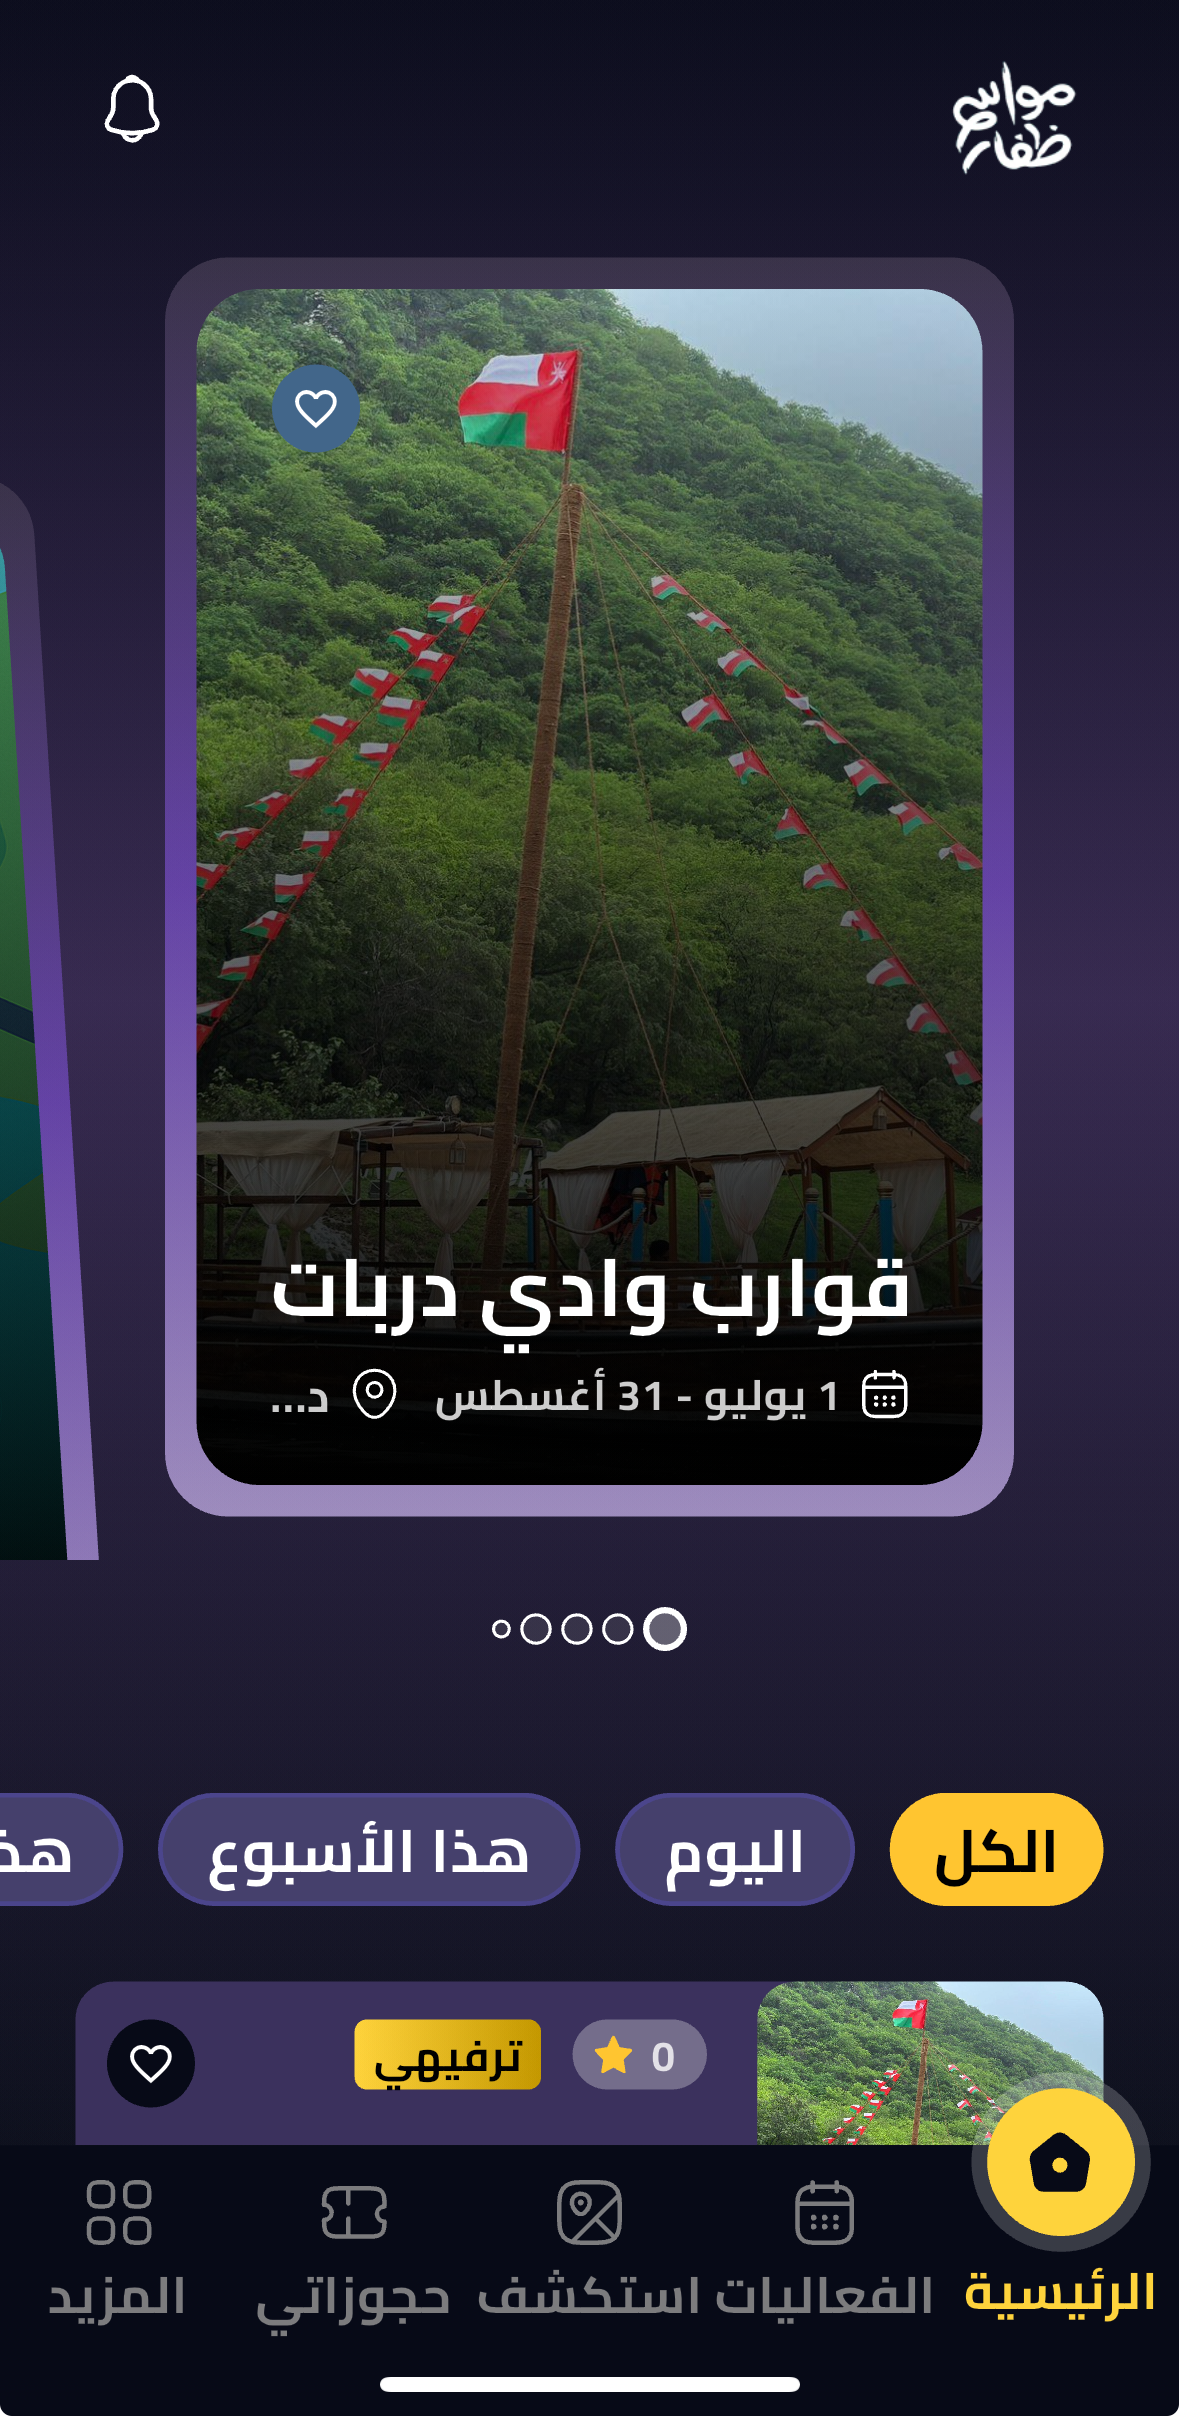 مواسم
ظفار
قوارب وادي دربات
1 يوليو - 31 أغسطس
د...
الكل
اليوم
هذا الأسبوع
0
ترفيهي
الرئيسية
الفعاليات
استكشف
حجوزاتي
المزيد